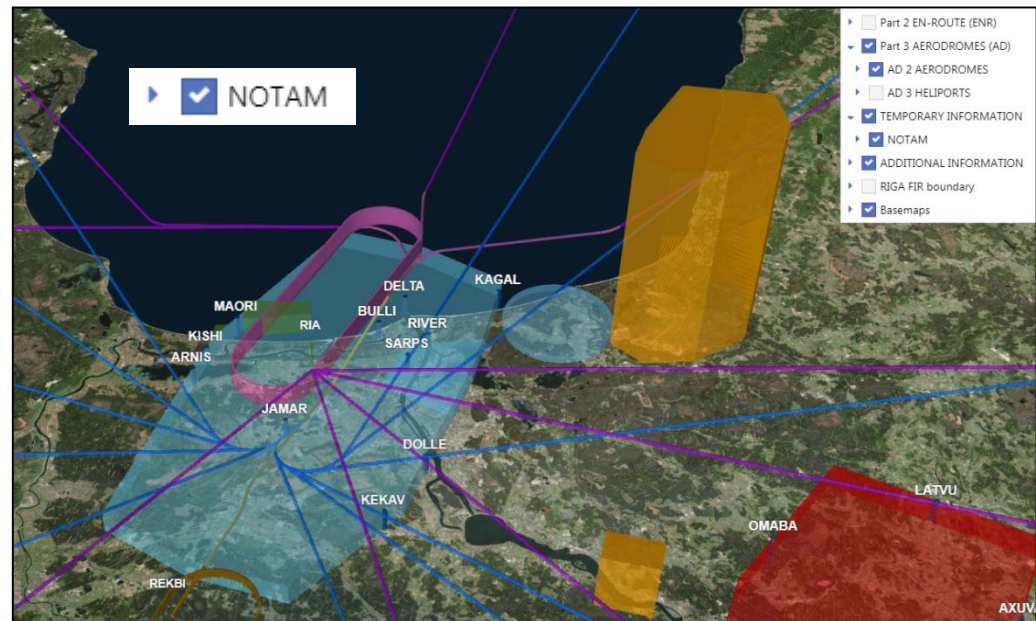 NOTAM
Part 2 EN-ROUTE (ENR)
Part 3 AERODROMES (AD)
AD 2 AERODROMES
AD 3 HELIPORTS
TEMPORARY INFORMATION
NOTAM
ADDITIONAL INFORMATION
RIGA FIR boundary
Basemaps
KAGAL
DELTA
MAORI
BULLI
RIVER
RIA
KISHI
SARPS
ARNIS
JAMAR
DOLLE
LATVU
KEKAV
OMABA
REKBI